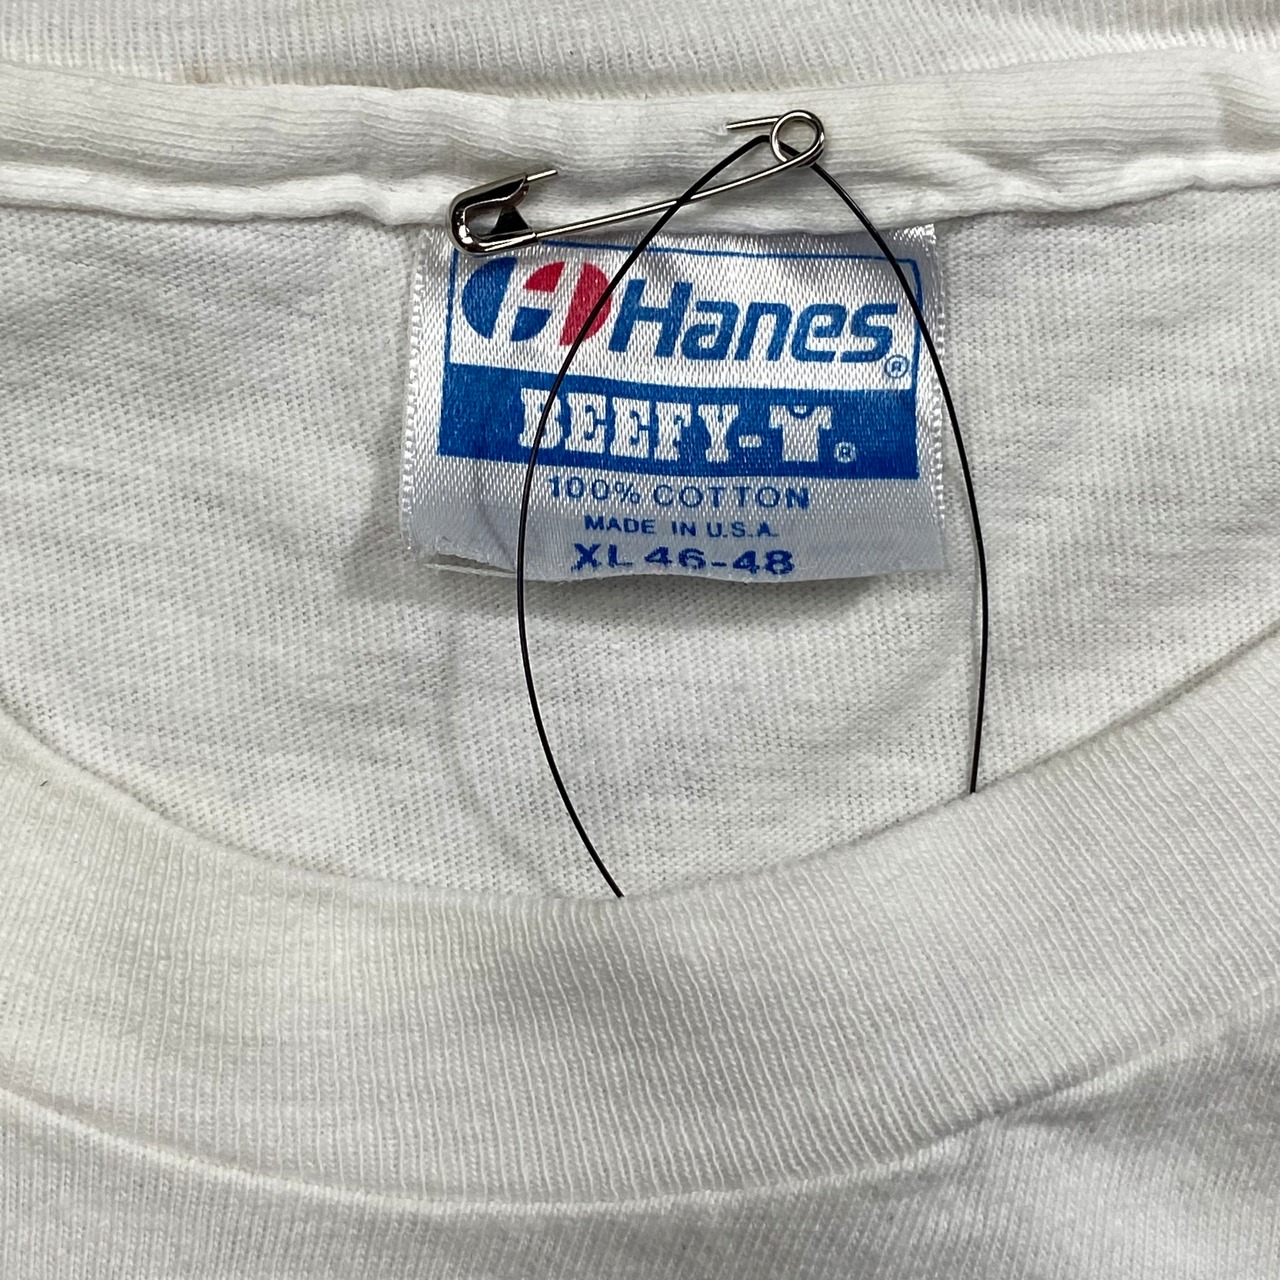 Hanes®
BEEFY-T®
100% COTTON
MADE IN U.S.A.
XL 46-48